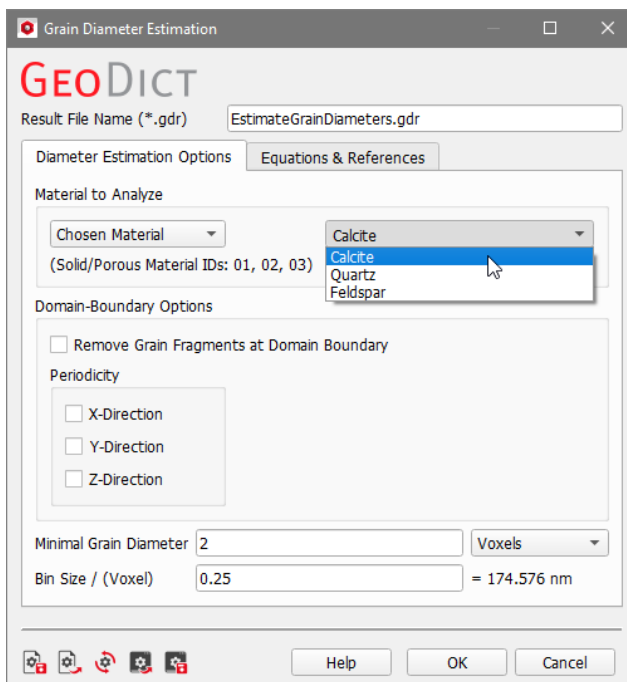 Grain Diameter Estimation
GEODICT
Result File Name (*.gdr) EstimateGrainDiameters.gdr
Diameter Estimation Options Equations & References
Material to Analyze
Chosen Material Calcite
(Solid/Porous Material IDs: 01, 02, 03) Calcite
Quartz
Feldspar
Domain-Boundary Options
Remove Grain Fragments at Domain Boundary
Periodicity
X-Direction
Y-Direction
Z-Direction
Minimal Grain Diameter 2 Voxels
Bin Size / (Voxel) 0.25 = 174.576 nm
Help OK Cancel